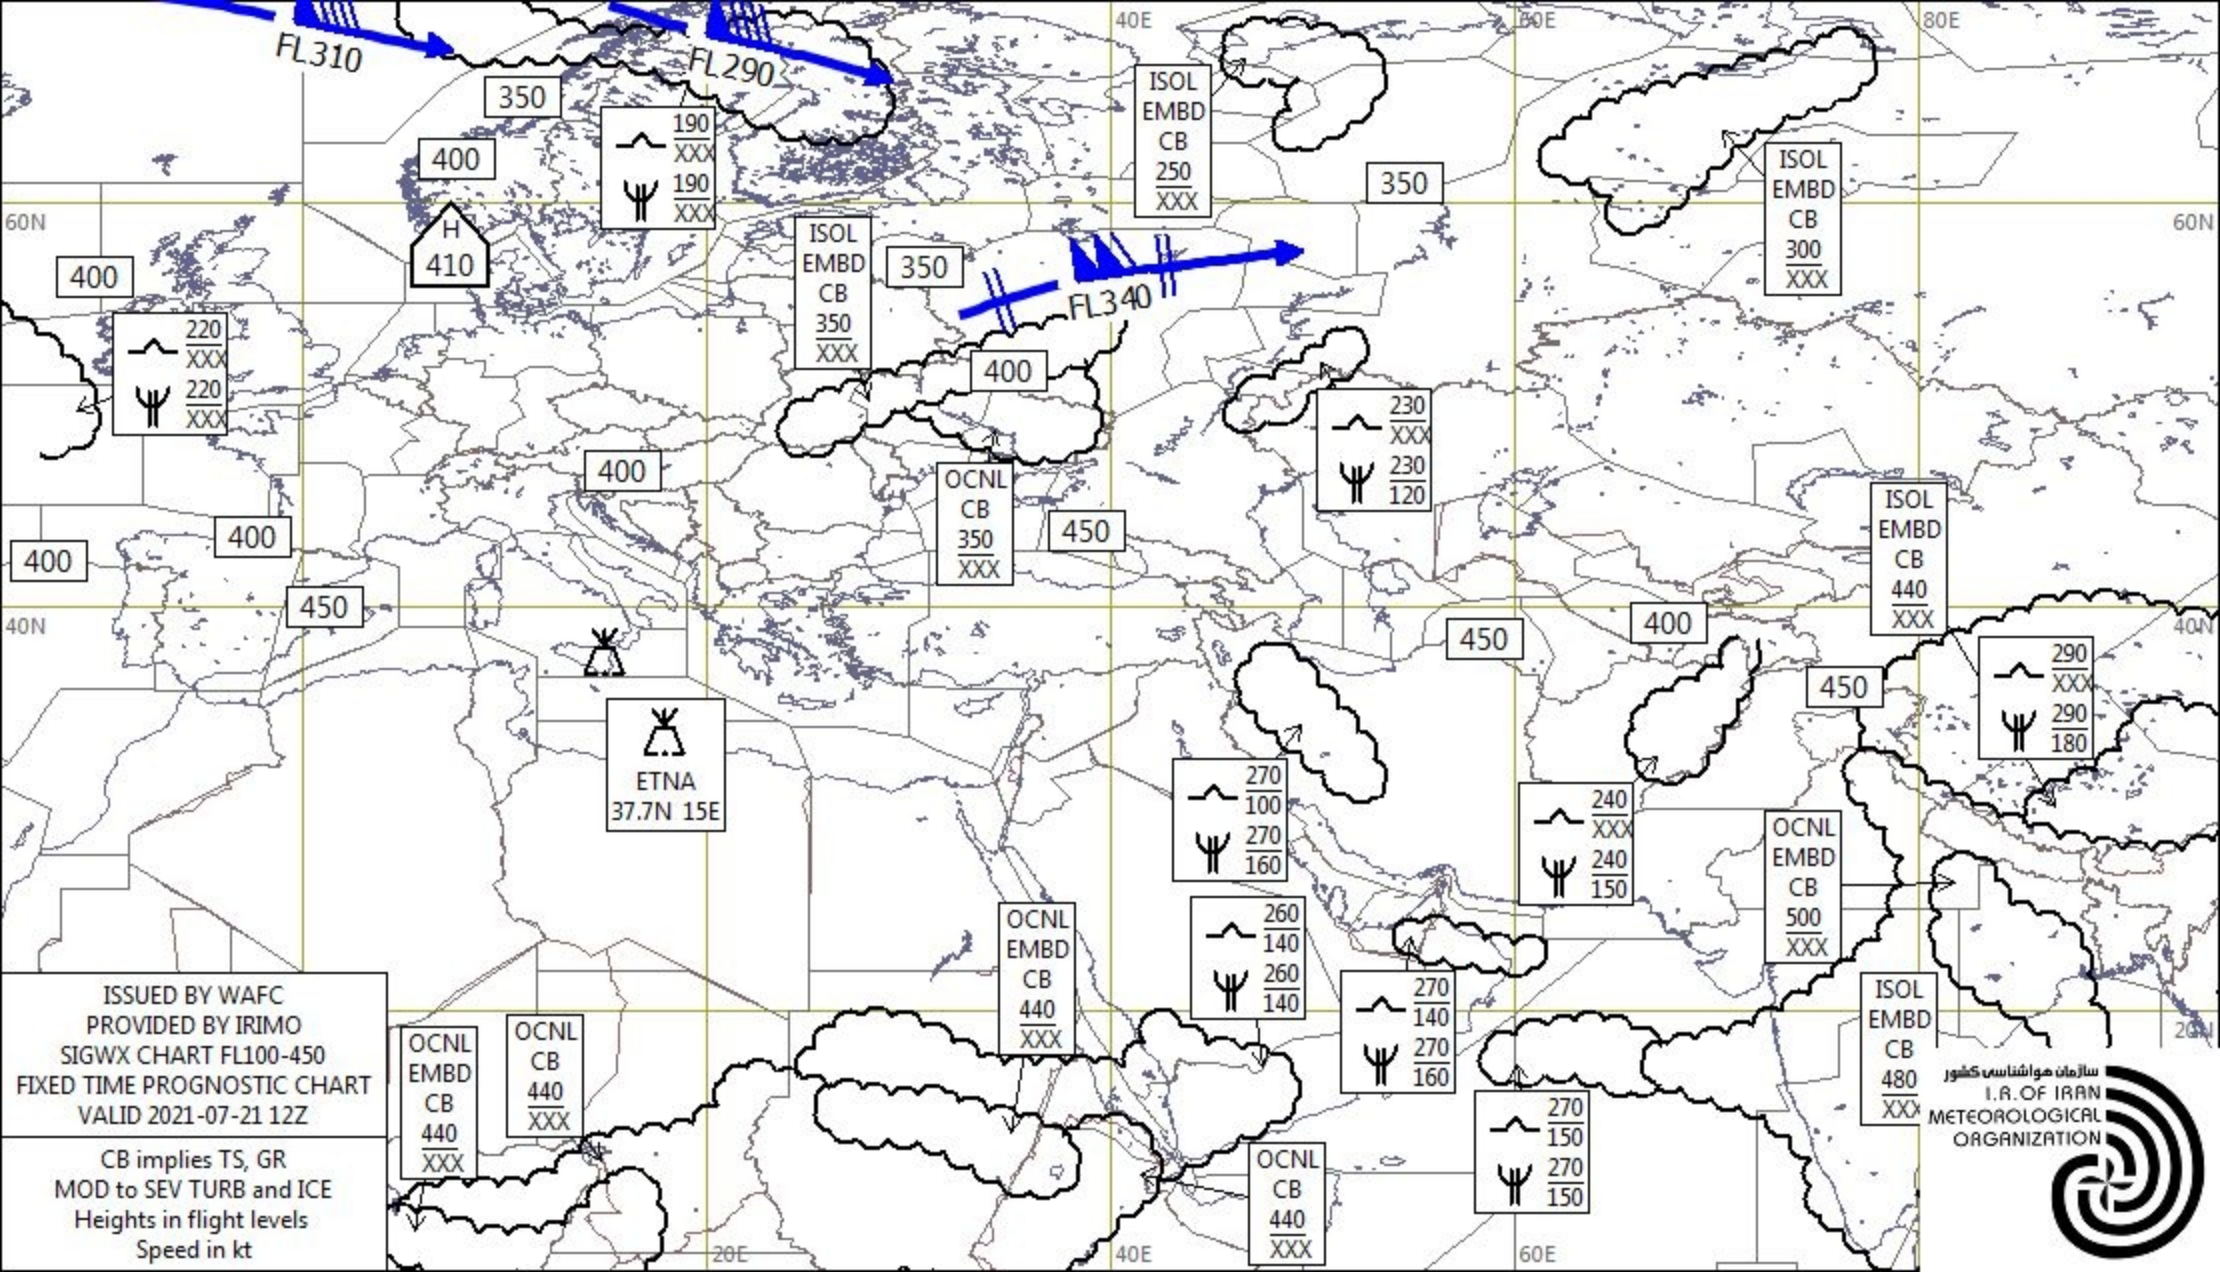 40E
60E
80E
FL310
FL290
350
400
190
XXX
190
XXX
ISOL
EMBD
CB
250
XXX
350
ISOL
EMBD
CB
300
XXX
60N
60N
H
410
400
ISOL
EMBD
CB
350
XXX
350
FL340
220
XXX
220
XXX
400
230
XXX
230
120
400
OCNL
CB
350
XXX
450
400
400
ISOL
EMBD
CB
440
XXX
450
40N
40N
450
400
450
290
XXX
290
180
ETNA
37.7N 15E
270
100
270
160
240
XXX
240
150
OCNL
EMBD
CB
500
XXX
OCNL
EMBD
CB
440
XXX
260
140
260
140
270
140
270
160
ISOL
EMBD
CB
480
XXX
20N
ISSUED BY WAFC
PROVIDED BY IRIMO
SIGWX CHART FL100-450
FIXED TIME PROGNOSTIC CHART
VALID 2021-07-21 12Z
CB implies TS, GR
MOD to SEV TURB and ICE
Heights in flight levels
Speed in kt
OCNL
EMBD
CB
440
XXX
OCNL
CB
440
XXX
OCNL
CB
440
XXX
270
150
270
150
20E
40E
60E
سازمان هواشناسی کشور
I.R.OF IRAN
METEOROLOGICAL
ORGANIZATION